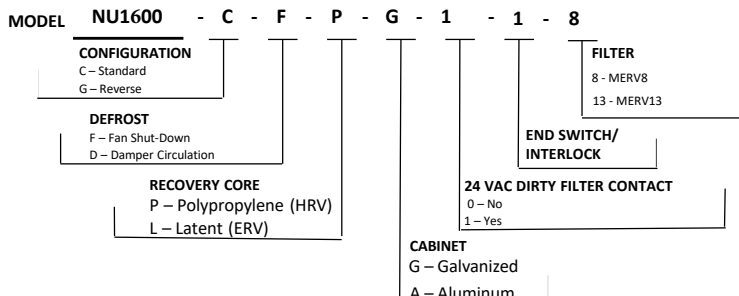 MODEL NU1600 - C - F - P - G - 1 - 1 - 8
CONFIGURATION
C – Standard
G – Reverse
FILTER
8 - MERV8
13 - MERV13
DEFROST
F – Fan Shut-Down
D – Damper Circulation
END SWITCH/
INTERLOCK
RECOVERY CORE
P – Polypropylene (HRV)
L – Latent (ERV)
24 VAC DIRTY FILTER CONTACT
0 – No
1 – Yes
CABINET
G – Galvanized
A – Aluminum